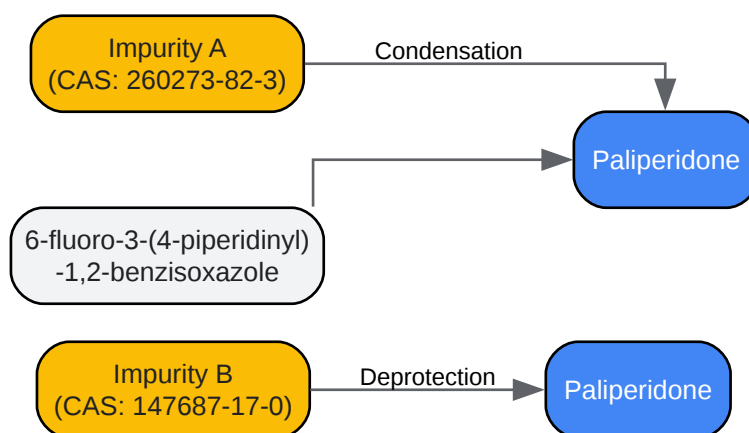 Impurity A
(CAS: 260273-82-3)
Condensation
Paliperidone
6-fluoro-3-(4-piperidinyl)
-1,2-benzisoxazole
Impurity B
(CAS: 147687-17-0)
Deprotection
Paliperidone